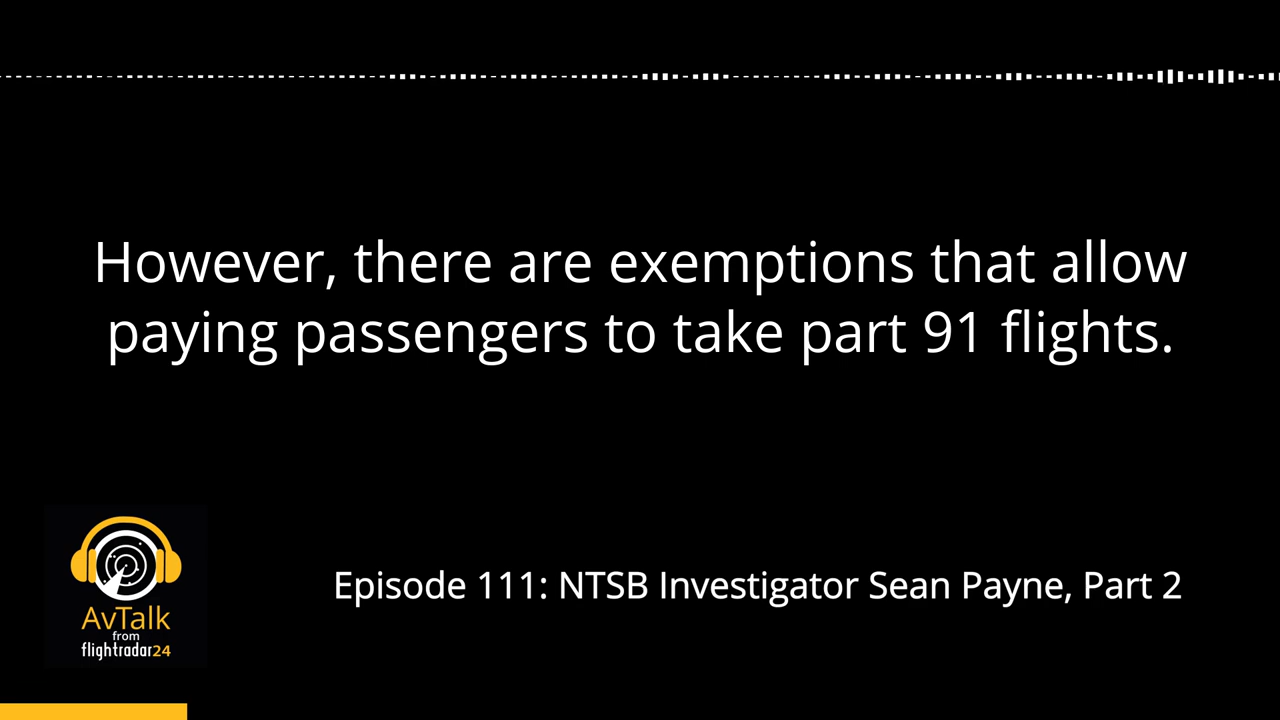 However, there are exemptions that allow
paying passengers to take part 91 flights.
Episode 111: NTSB Investigator Sean Payne, Part 2
AvTalk
from
flightradar24